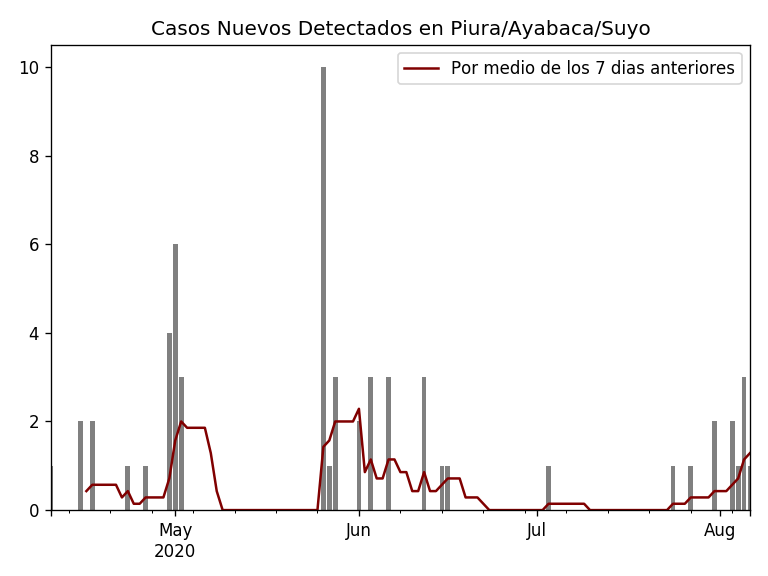 Casos Nuevos Detectados en Piura/Ayabaca/Suyo
Por medio de los 7 dias anteriores
10
8
6
4
2
0
May
2020
Jun
Jul
Aug